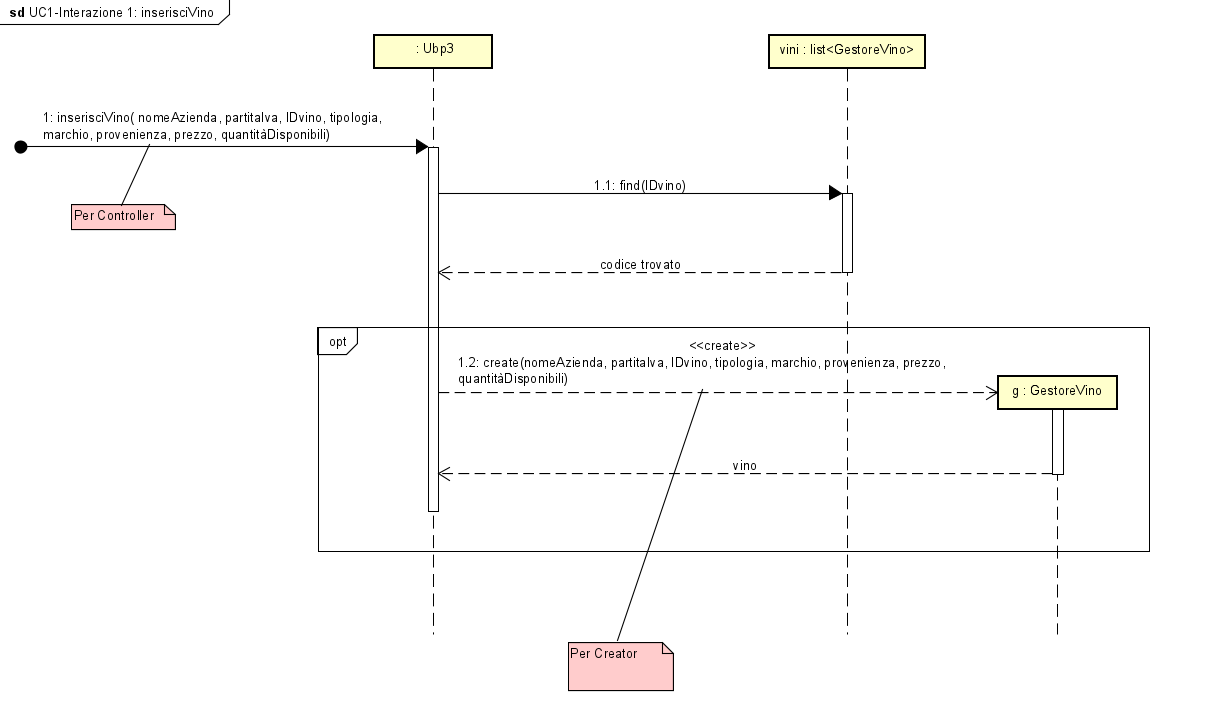 sd UC1-Interazione 1: inserisciVino
: Ubp3
vini : list<GestoreVino>
1: inserisciVino( nomeAzienda, partitaIva, IDvino, tipologia,
marchio, provenienza, prezzo, quantitàDisponibili)
Per Controller
1.1: find(IDvino)
codice trovato
opt
<<create>>
1.2: create(nomeAzienda, partitaIva, IDvino, tipologia, marchio, provenienza, prezzo,
quantitàDisponibili)
g : GestoreVino
vino
Per Creator